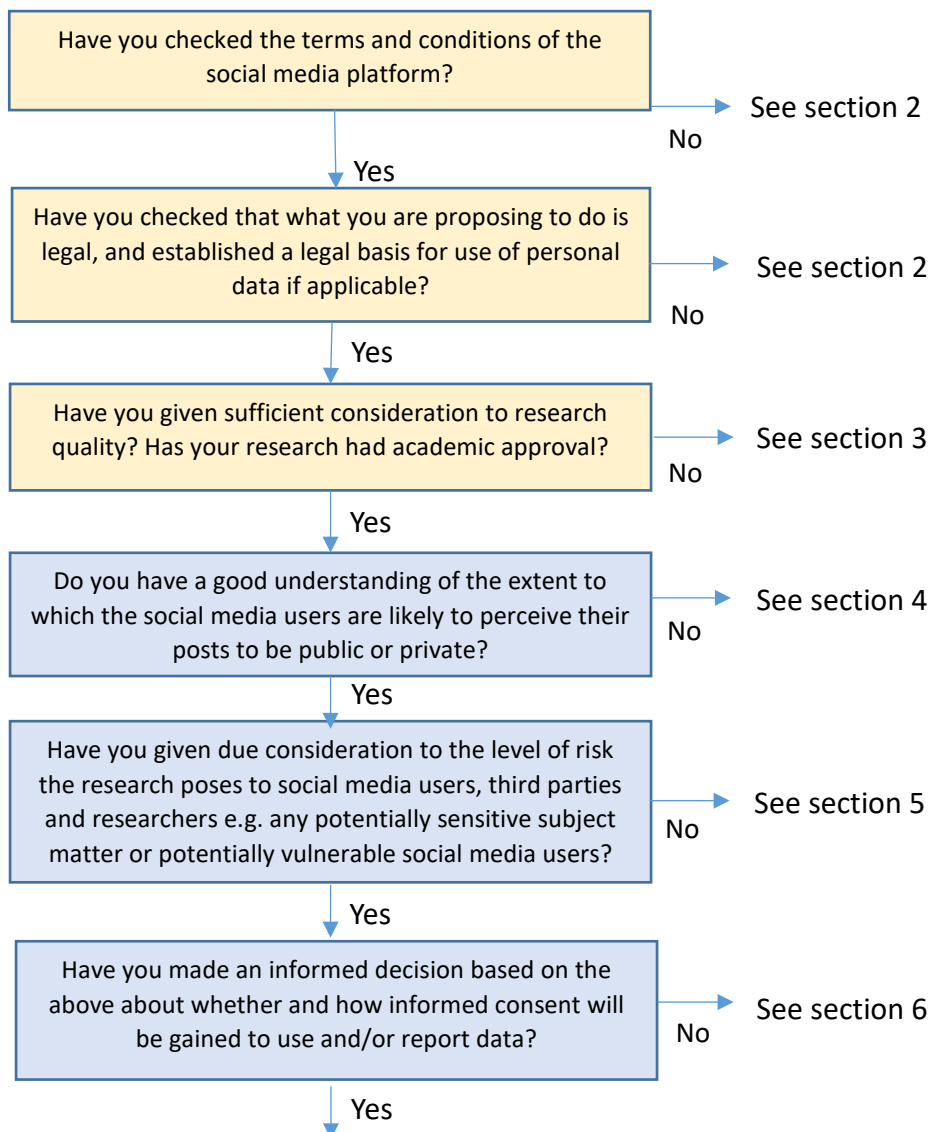 Have you checked the terms and conditions of the
social media platform?
See section 2
No
Yes
Have you checked that what you are proposing to do is
legal, and established a legal basis for use of personal
data if applicable?
See section 2
No
Yes
Have you given sufficient consideration to research
quality? Has your research had academic approval?
See section 3
No
Yes
Do you have a good understanding of the extent to
which the social media users are likely to perceive their
posts to be public or private?
See section 4
No
Yes
Have you given due consideration to the level of risk
the research poses to social media users, third parties
and researchers e.g. any potentially sensitive subject
matter or potentially vulnerable social media users?
See section 5
No
Yes
Have you made an informed decision based on the
above about whether and how informed consent will
be gained to use and/or report data?
See section 6
No
Yes